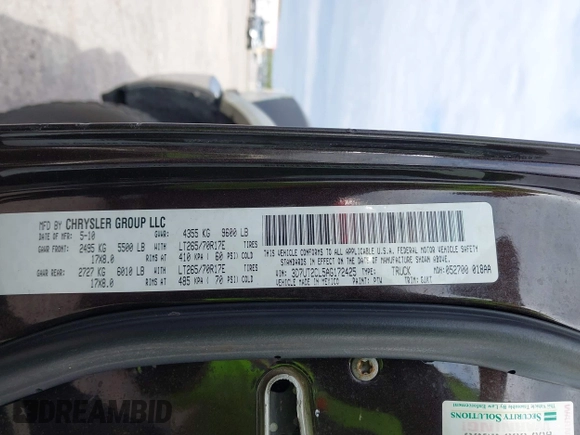 MFD BY CHRYSLER GROUP LLC
DATE OF MFR: 5-10 GVWR: 4355 KG 9600 LB
GAWR FRONT: 2495 KG 5500 LB WITH LT265/70R17E TIRES
17X8.0 RIMS AT 410 KPA ( 60 PSI) COLD
GAWR REAR: 2727 KG 6010 LB WITH LT265/70R17E TIRES
17X8.0 RIMS AT 485 KPA ( 70 PSI) COLD
THIS VEHICLE CONFORMS TO ALL APPLICABLE U.S.A. FEDERAL MOTOR VEHICLE SAFETY
STANDARDS IN EFFECT ON THE DATE OF MANUFACTURE SHOWN ABOVE.
VIN: 3D7UT2CL5AG172425 TYPE: TRUCK MDH: 052700 018AA
VEHICLE MADE IN MEXICO PAINT: PTW TRIM:
SECURITY SOLUTIONS
DREAMBID